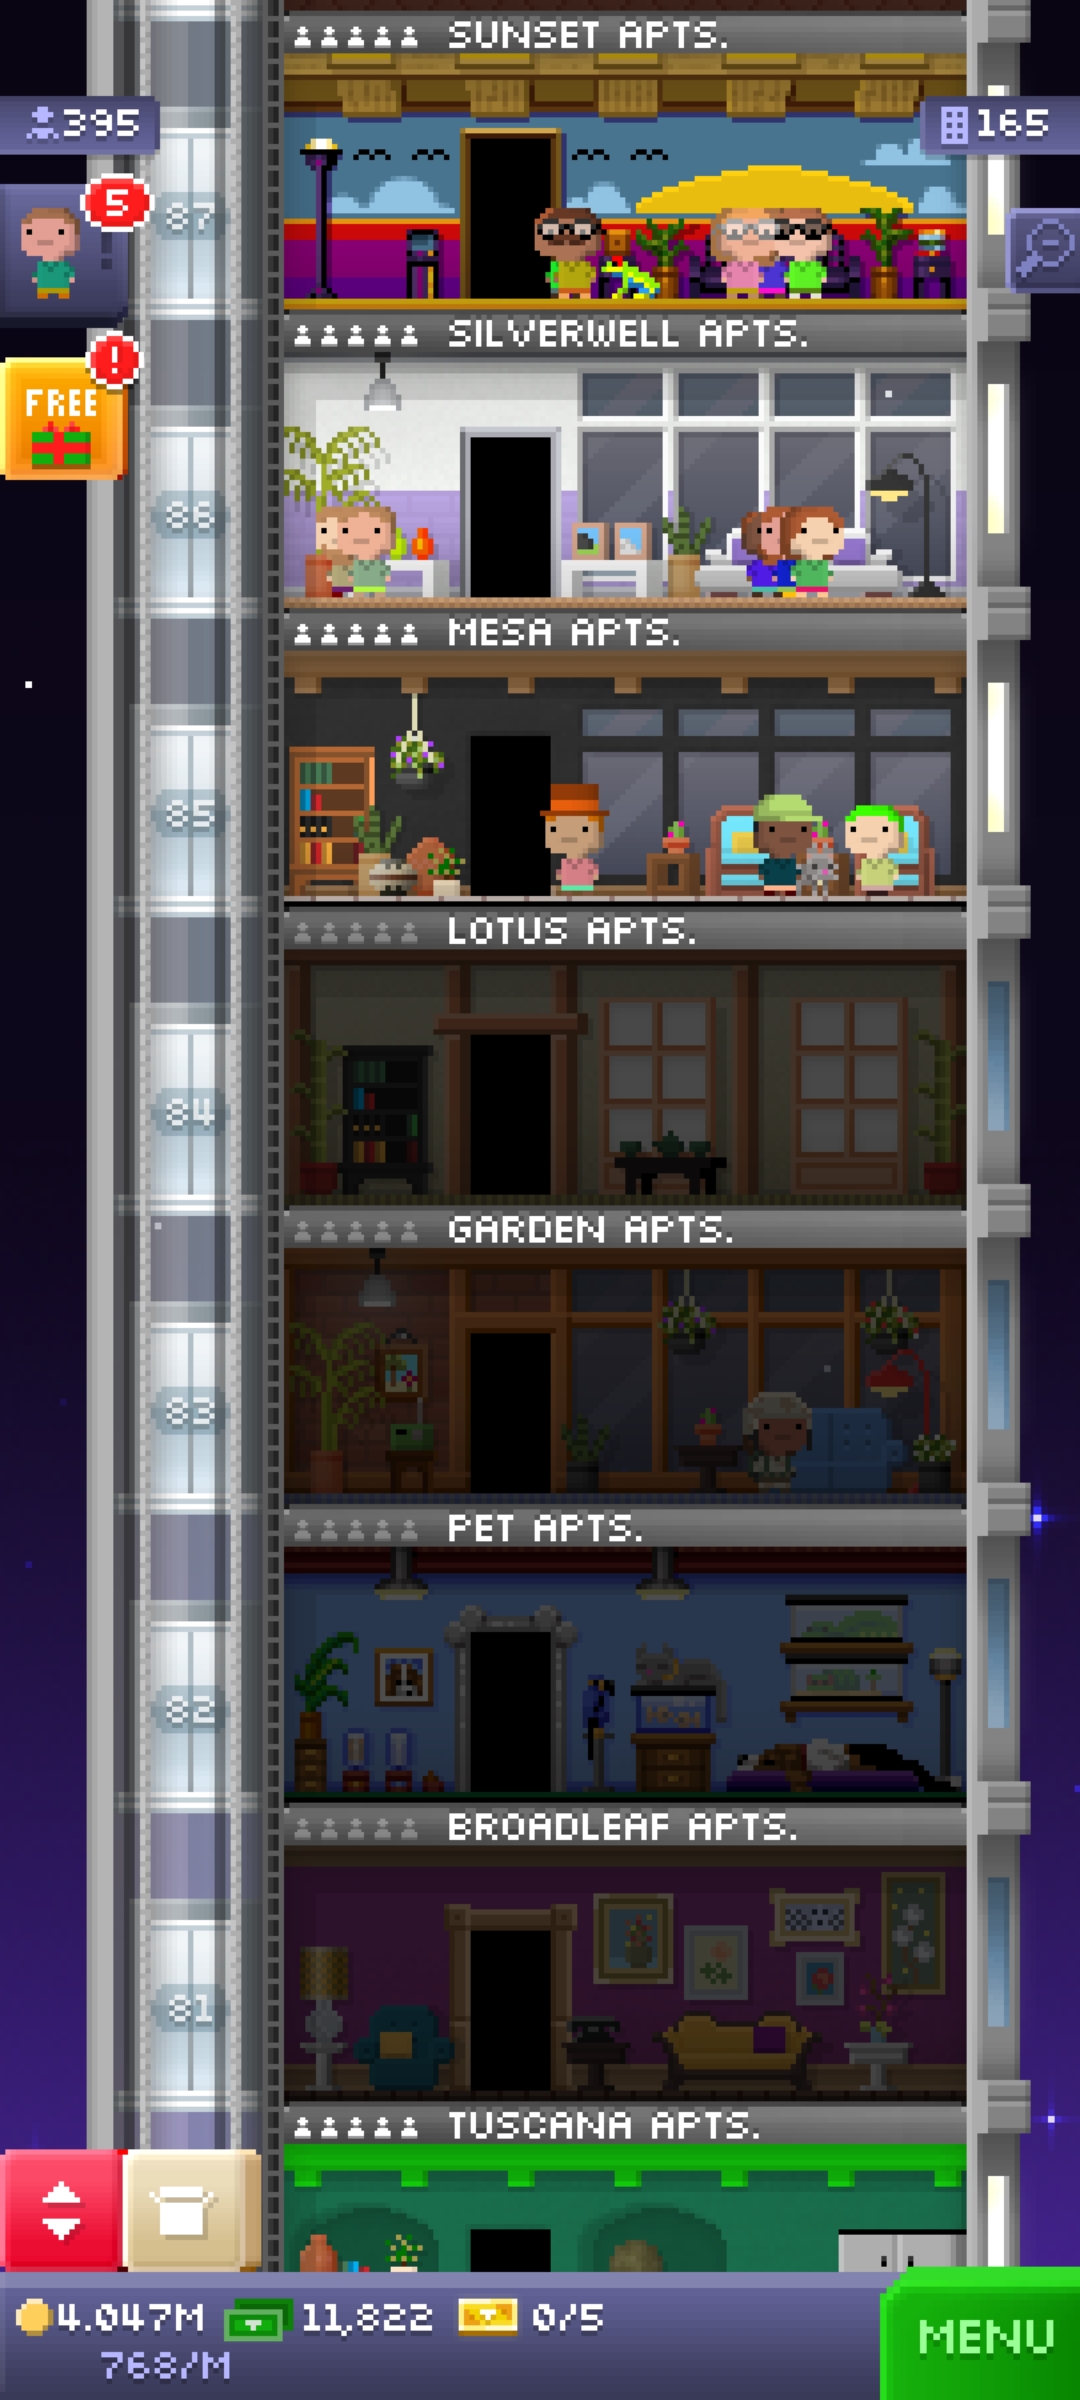 SUNSET APTS.
395
165
5
87
SILVERWELL APTS.
!
FREE
86
MESA APTS.
85
LOTUS APTS.
84
GARDEN APTS.
83
PET APTS.
82
BROADLEAF APTS.
81
TUSCANA APTS.
4.047M 11,822 0/5
768/M
MENU